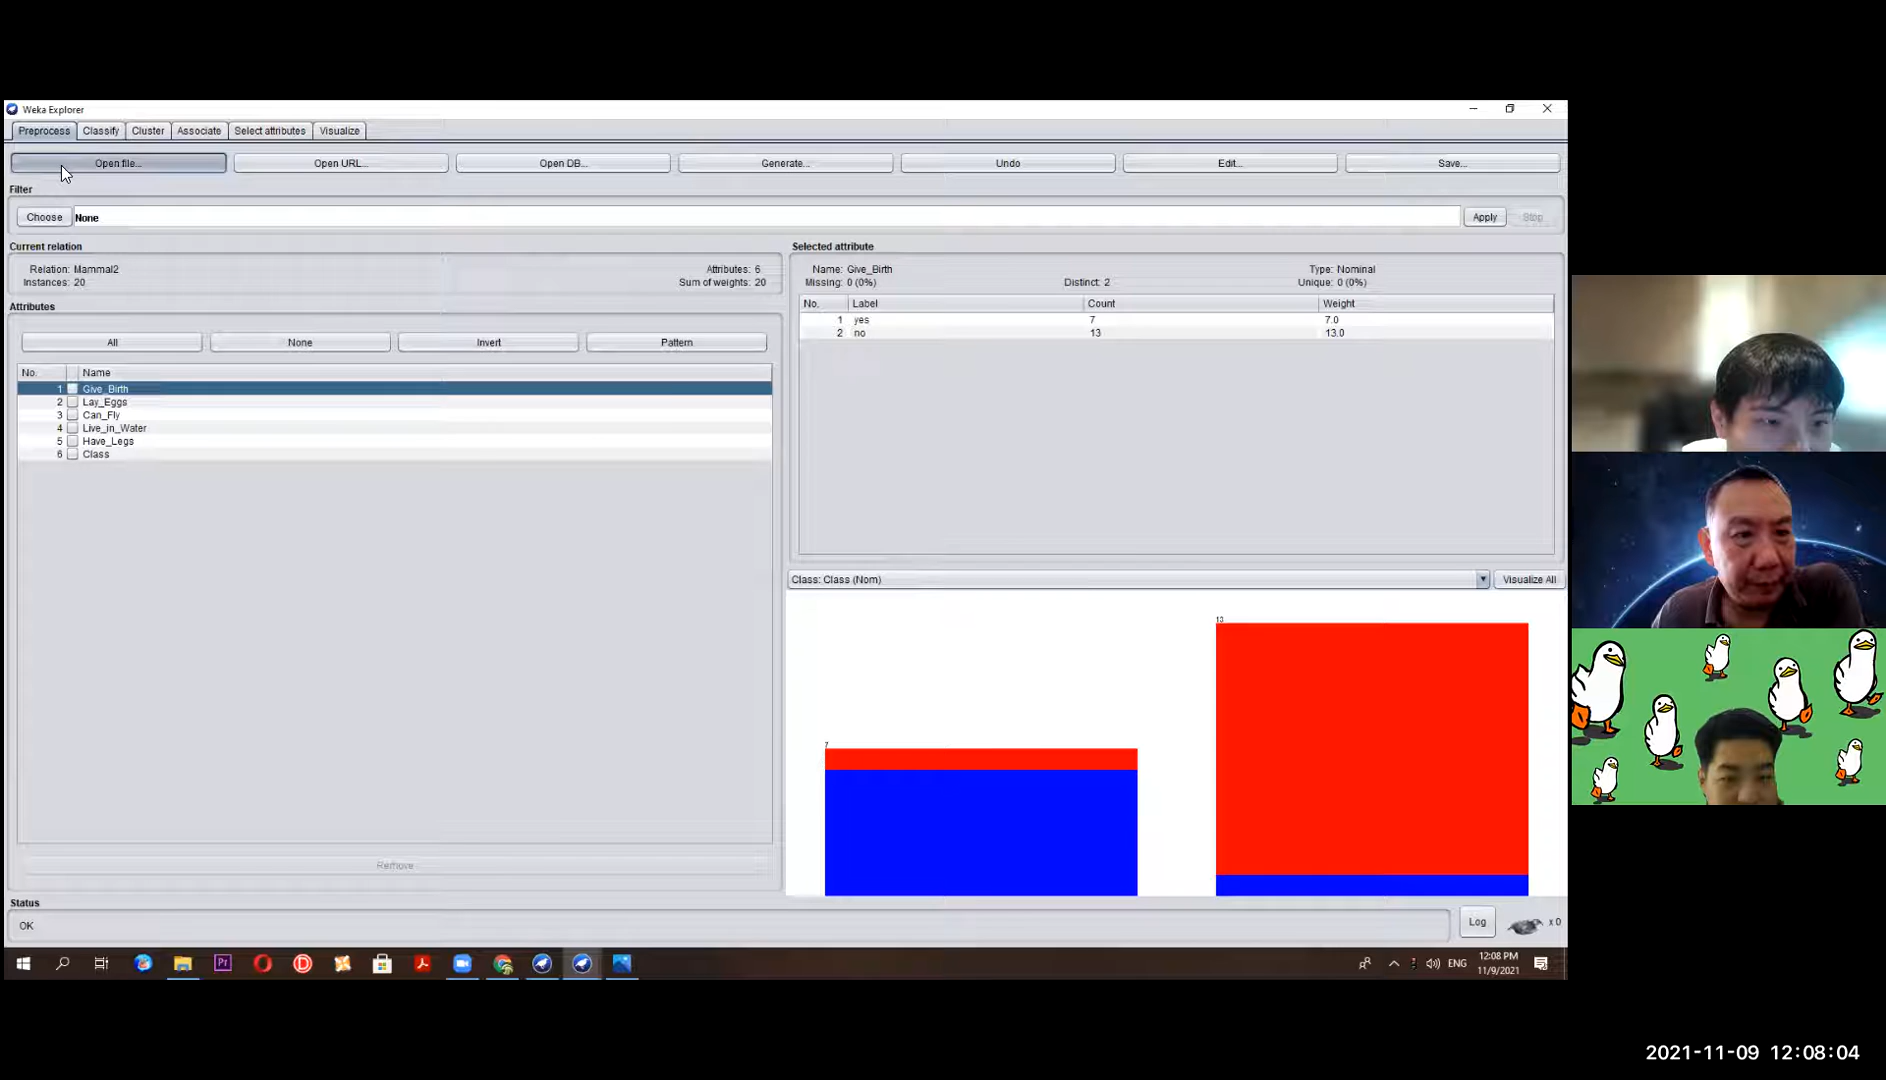 Weka Explorer
Preprocess Classify Cluster Associate Select attributes Visualize
Open file... Open URL... Open DB... Generate... Undo Edit... Save...
Filter
Choose None Apply Stop
Current relation
Relation: Mammal2 Attributes: 6
Instances: 20 Sum of weights: 20
Selected attribute
Name: Give_Birth Type: Nominal
Missing: 0 (0%) Distinct: 2 Unique: 0 (0%)
No. Label Count Weight
1 yes 7 7.0
2 no 13 13.0
Attributes
All None Invert Pattern
No. Name
1 Give_Birth
2 Lay_Eggs
3 Can_Fly
4 Live_in_Water
5 Have_Legs
6 Class
Remove
Class: Class (Nom) Visualize All
7
13
Status
OK
Log x 0
Pr
ENG
12:08 PM
11/9/2021
2021-11-09 12:08:04